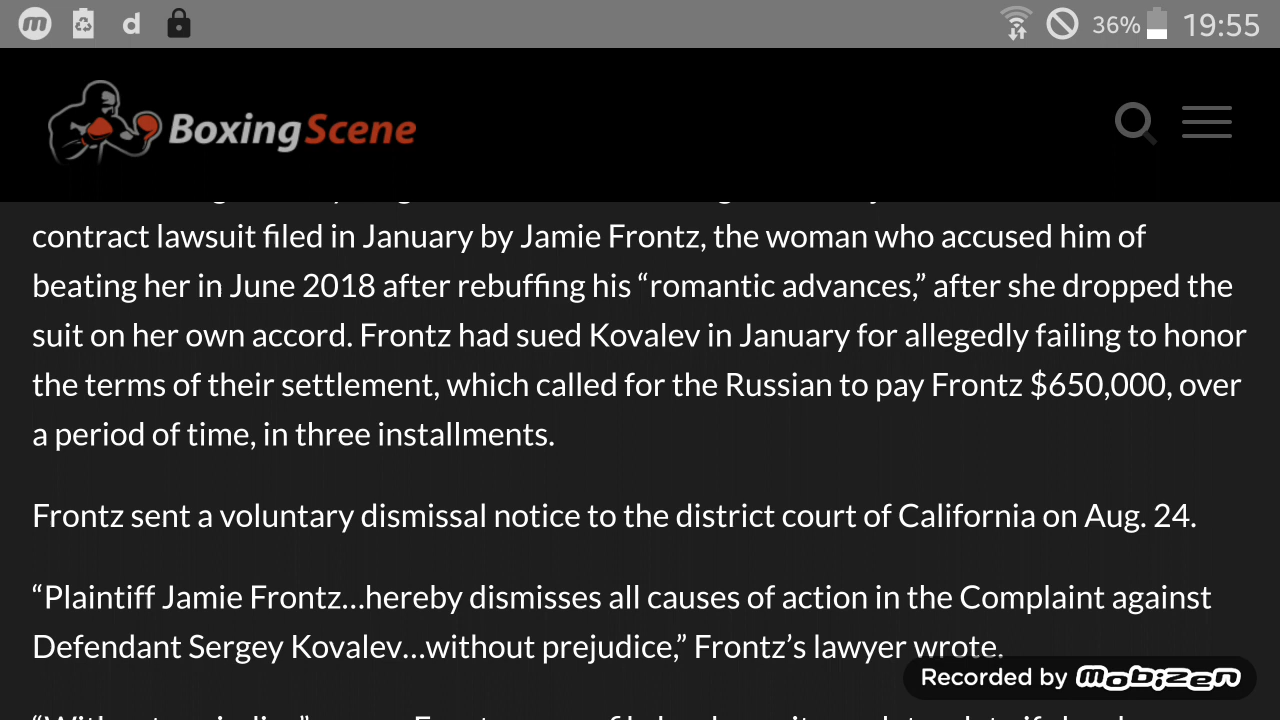 m d 36% 19:55
BoxingScene
contract lawsuit filed in January by Jamie Frontz, the woman who accused him of
beating her in June 2018 after rebuffing his “romantic advances,” after she dropped the
suit on her own accord. Frontz had sued Kovalev in January for allegedly failing to honor
the terms of their settlement, which called for the Russian to pay Frontz $650,000, over
a period of time, in three installments.
Frontz sent a voluntary dismissal notice to the district court of California on Aug. 24.
“Plaintiff Jamie Frontz…hereby dismisses all causes of action in the Complaint against
Defendant Sergey Kovalev…without prejudice,” Frontz’s lawyer wrote.
Recorded by mobizen